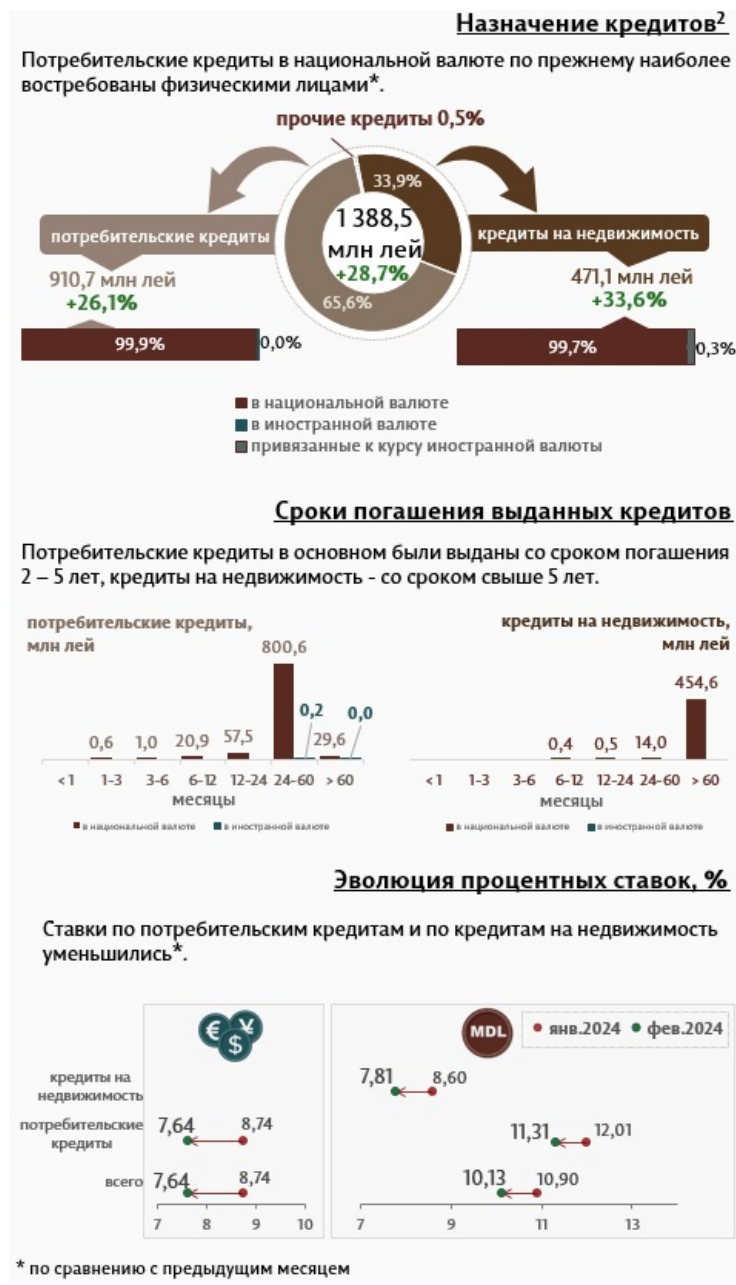 Назначение кредитов2
Потребительские кредиты в национальной валюте по прежнему наиболее
востребованы физическими лицами*.
прочие кредиты 0,5%
33,9%
1 388,5
млн лей
+28,7%
65,6%
потребительские кредиты
910,7 млн лей
+26,1%
99,9%
0,0%
кредиты на недвижимость
471,1 млн лей
+33,6%
99,7%
0,3%
в национальной валюте
в иностранной валюте
привязанные к курсу иностранной валюты
Сроки погашения выданных кредитов
Потребительские кредиты в основном были выданы со сроком погашения
2 – 5 лет, кредиты на недвижимость - со сроком свыше 5 лет.
потребительские кредиты,
млн лей
800,6
0,2 0,0
0,6 1,0 20,9 57,5 29,6
< 1 1-3 3-6 6-12 12-24 24-60 > 60
месяцы
в национальной валюте в иностранной валюте
кредиты на недвижимость,
млн лей
454,6
0,4 0,5 14,0
< 1 1-3 3-6 6-12 12-24 24-60 > 60
месяцы
в национальной валюте в иностранной валюте
Эволюция процентных ставок, %
Ставки по потребительским кредитам и по кредитам на недвижимость
уменьшились*.
€ ¥ $
MDL янв.2024 фев.2024
кредиты на
недвижимость
7,81 8,60
потребительские
кредиты
7,64 8,74
11,31 12,01
всего
7,64 8,74
10,13 10,90
7 8 9 10
7 9 11 13
* по сравнению с предыдущим месяцем